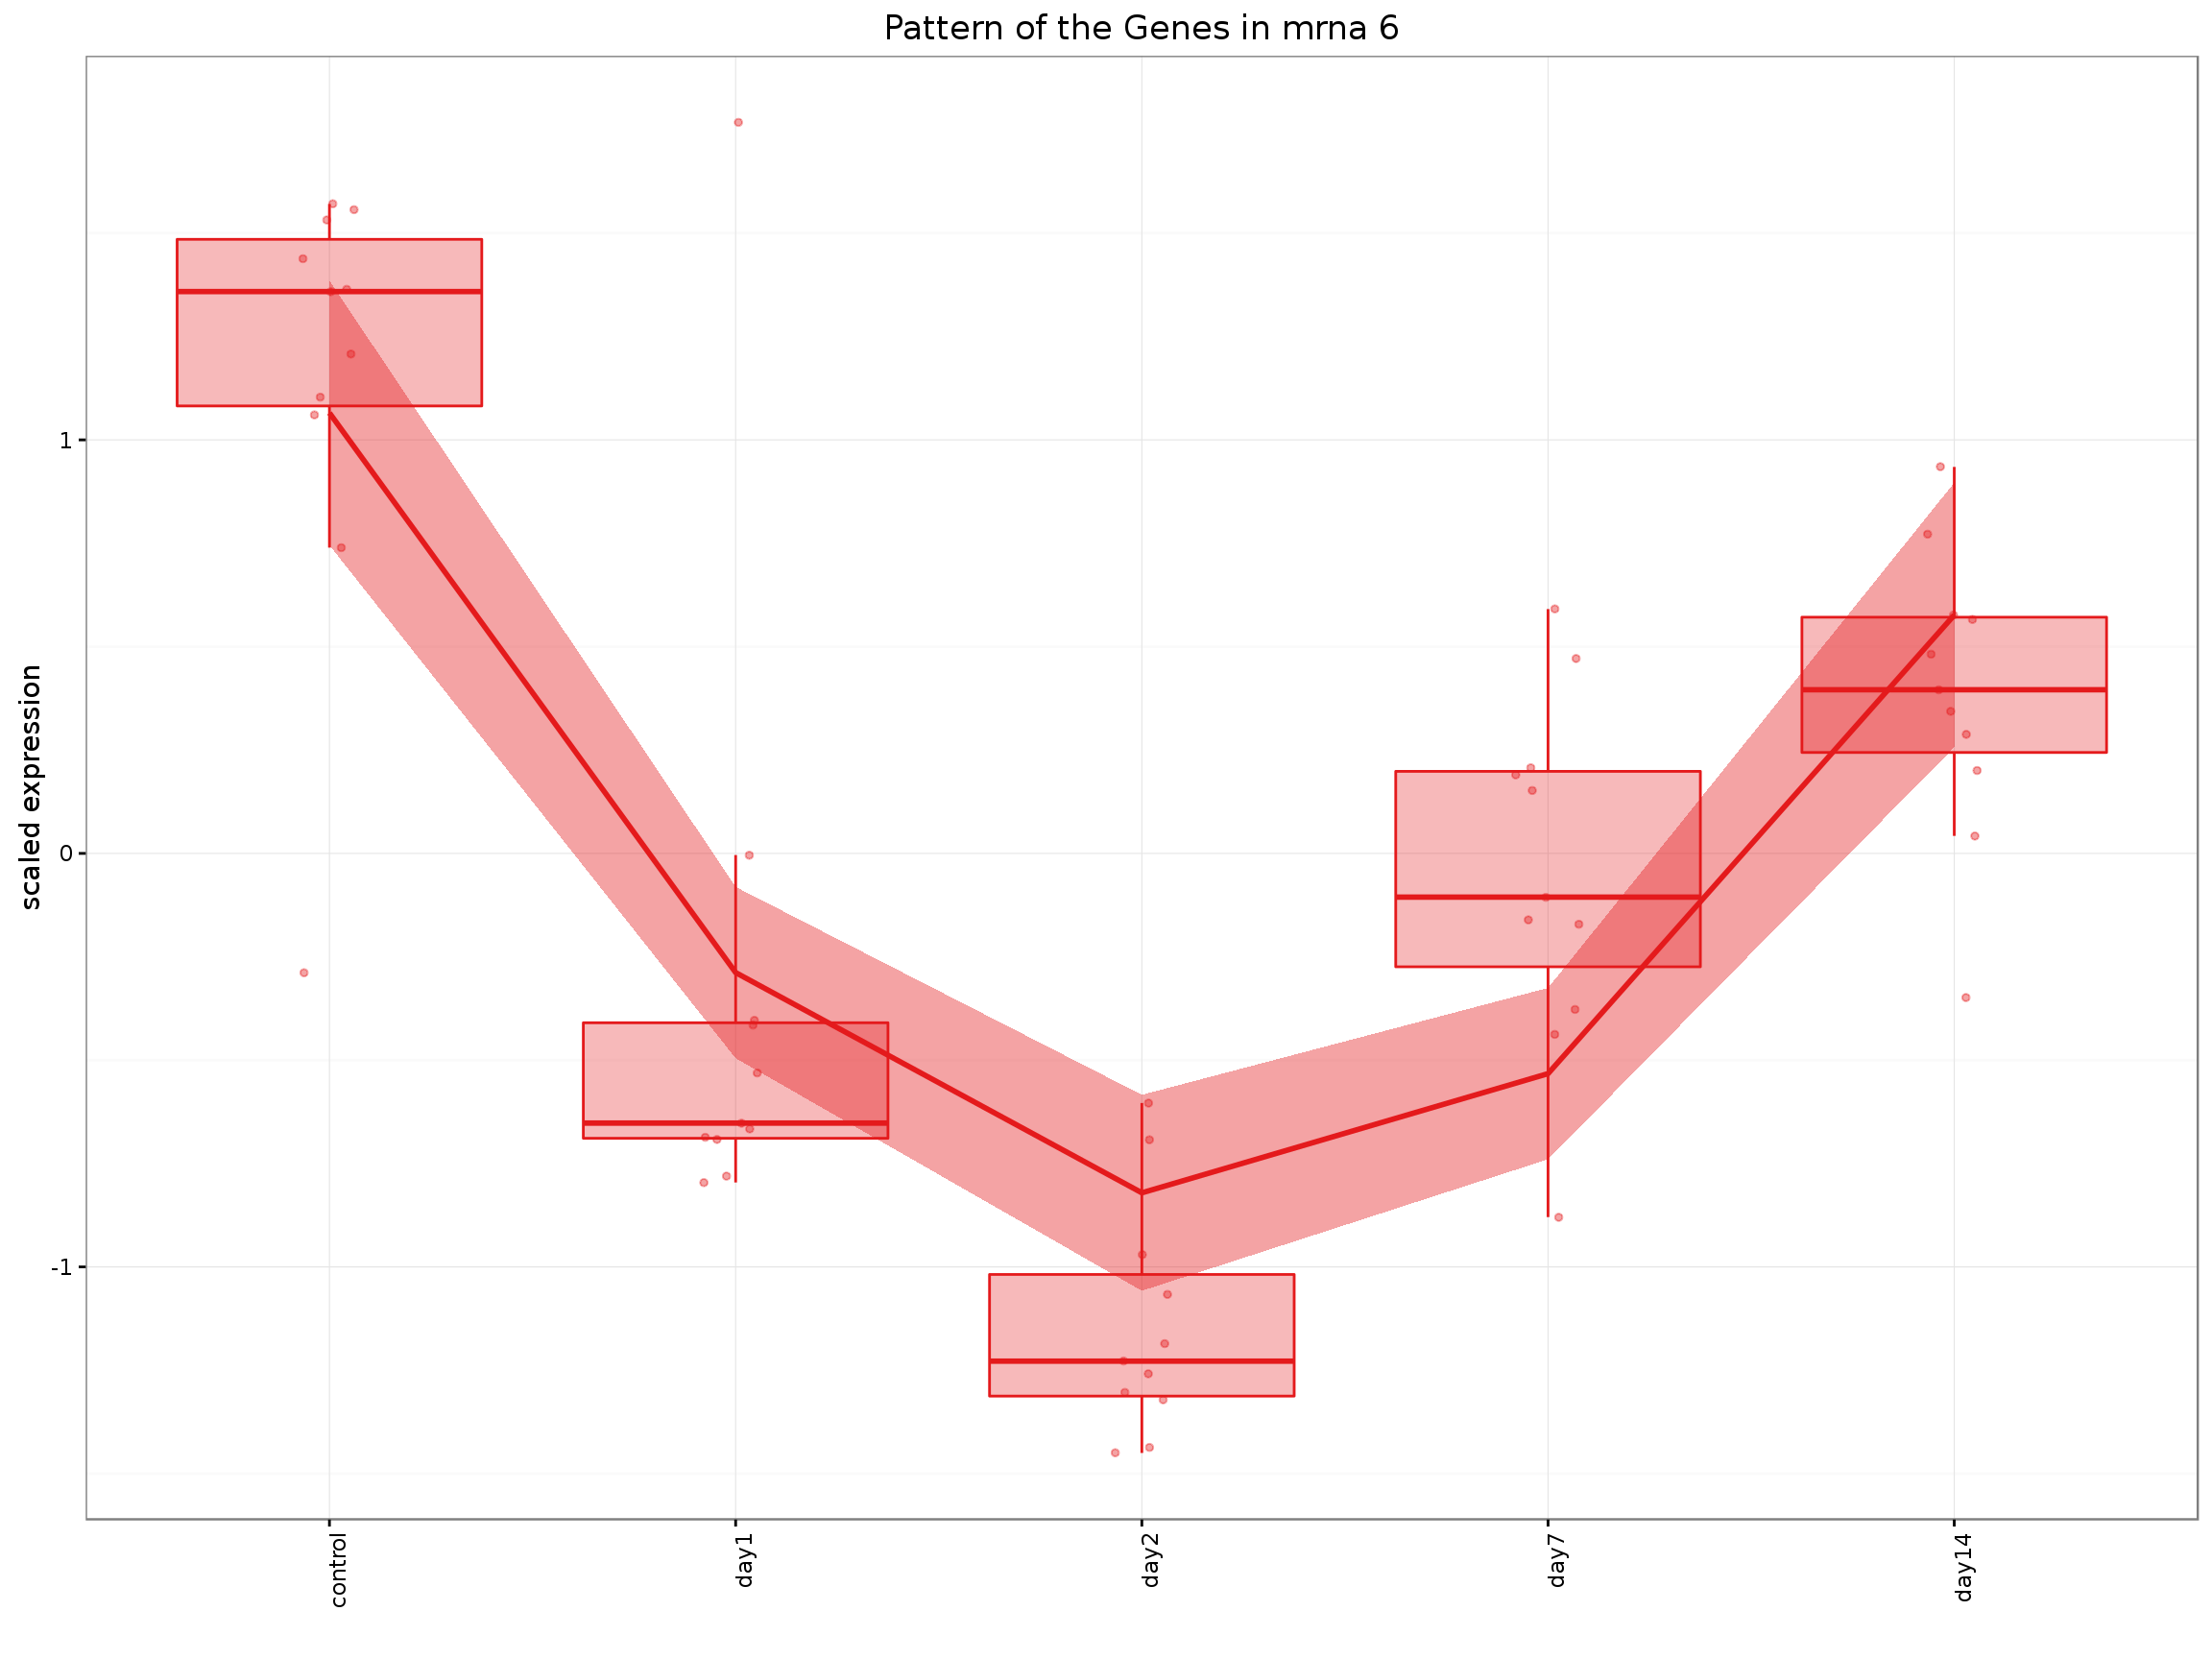 Pattern of the Genes in mrna 6
scaled expression
1
0
-1
control
day1
day2
day7
day14